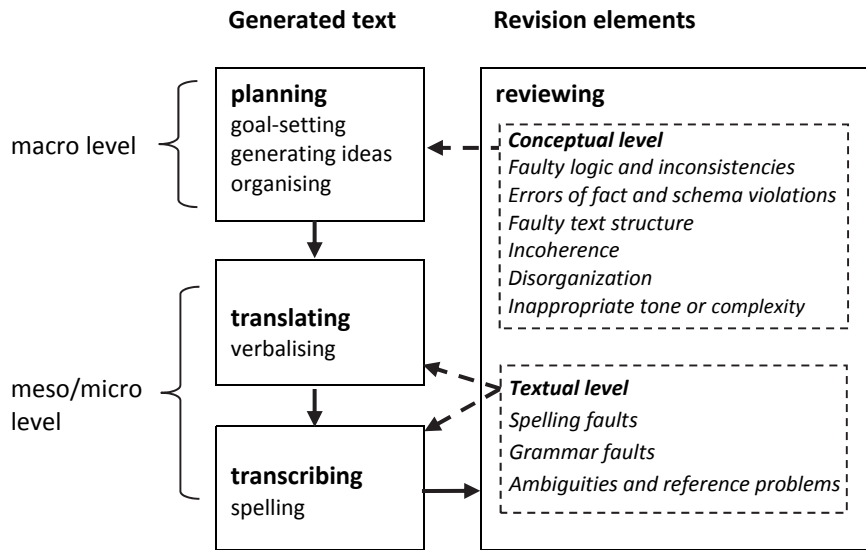 Generated text
Revision elements
macro level
planning
goal-setting
generating ideas
organising
reviewing
Conceptual level
Faulty logic and inconsistencies
Errors of fact and schema violations
Faulty text structure
Incoherence
Disorganization
Inappropriate tone or complexity
meso/micro
level
translating
verbalising
transcribing
spelling
Textual level
Spelling faults
Grammar faults
Ambiguities and reference problems